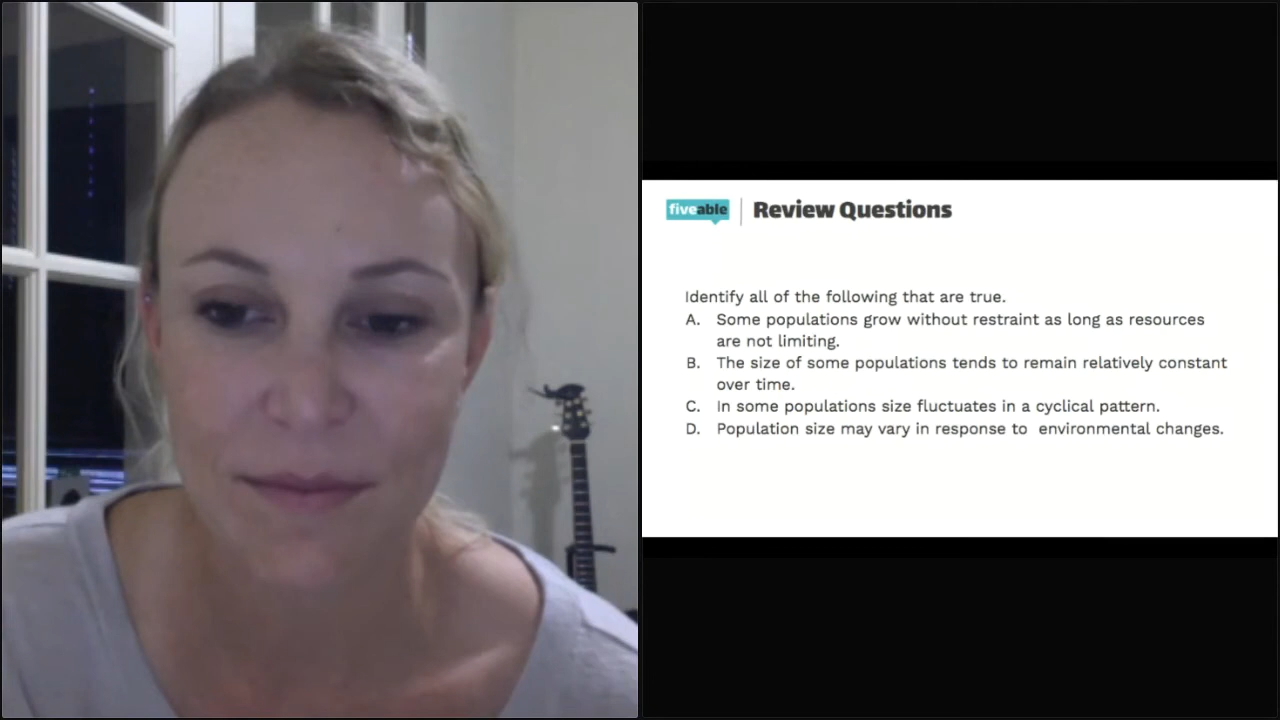 fiveable
Review Questions
Identify all of the following that are true.
A. Some populations grow without restraint as long as resources
are not limiting.
B. The size of some populations tends to remain relatively constant
over time.
C. In some populations size fluctuates in a cyclical pattern.
D. Population size may vary in response to environmental changes.